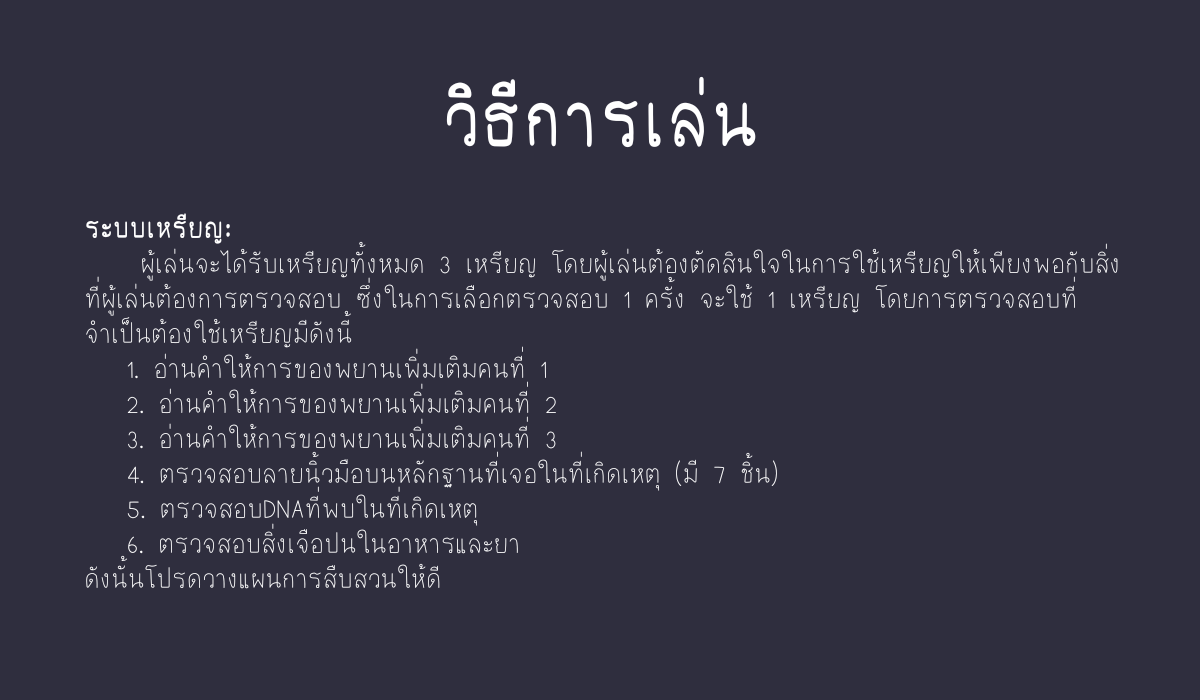 วิธีการเล่น
ระบบเหรียญ:
ผู้เล่นจะได้รับเหรียญทั้งหมด 3 เหรียญ โดยผู้เล่นต้องตัดสินใจในการใช้เหรียญให้เพียงพอกับสิ่ง
ที่ผู้เล่นต้องการตรวจสอบ ซึ่งในการเลือกตรวจสอบ 1 ครั้ง จะใช้ 1 เหรียญ โดยการตรวจสอบที่
จำเป็นต้องใช้เหรียญมีดังนี้
1. อ่านคำให้การของพยานเพิ่มเติมคนที่ 1
2. อ่านคำให้การของพยานเพิ่มเติมคนที่ 2
3. อ่านคำให้การของพยานเพิ่มเติมคนที่ 3
4. ตรวจสอบลายนิ้วมือบนหลักฐานที่เจอในที่เกิดเหตุ (มี 7 ชิ้น)
5. ตรวจสอบDNAที่พบในที่เกิดเหตุ
6. ตรวจสอบสิ่งเจือปนในอาหารและยา
ดังนั้นโปรดวางแผนการสืบสวนให้ดี